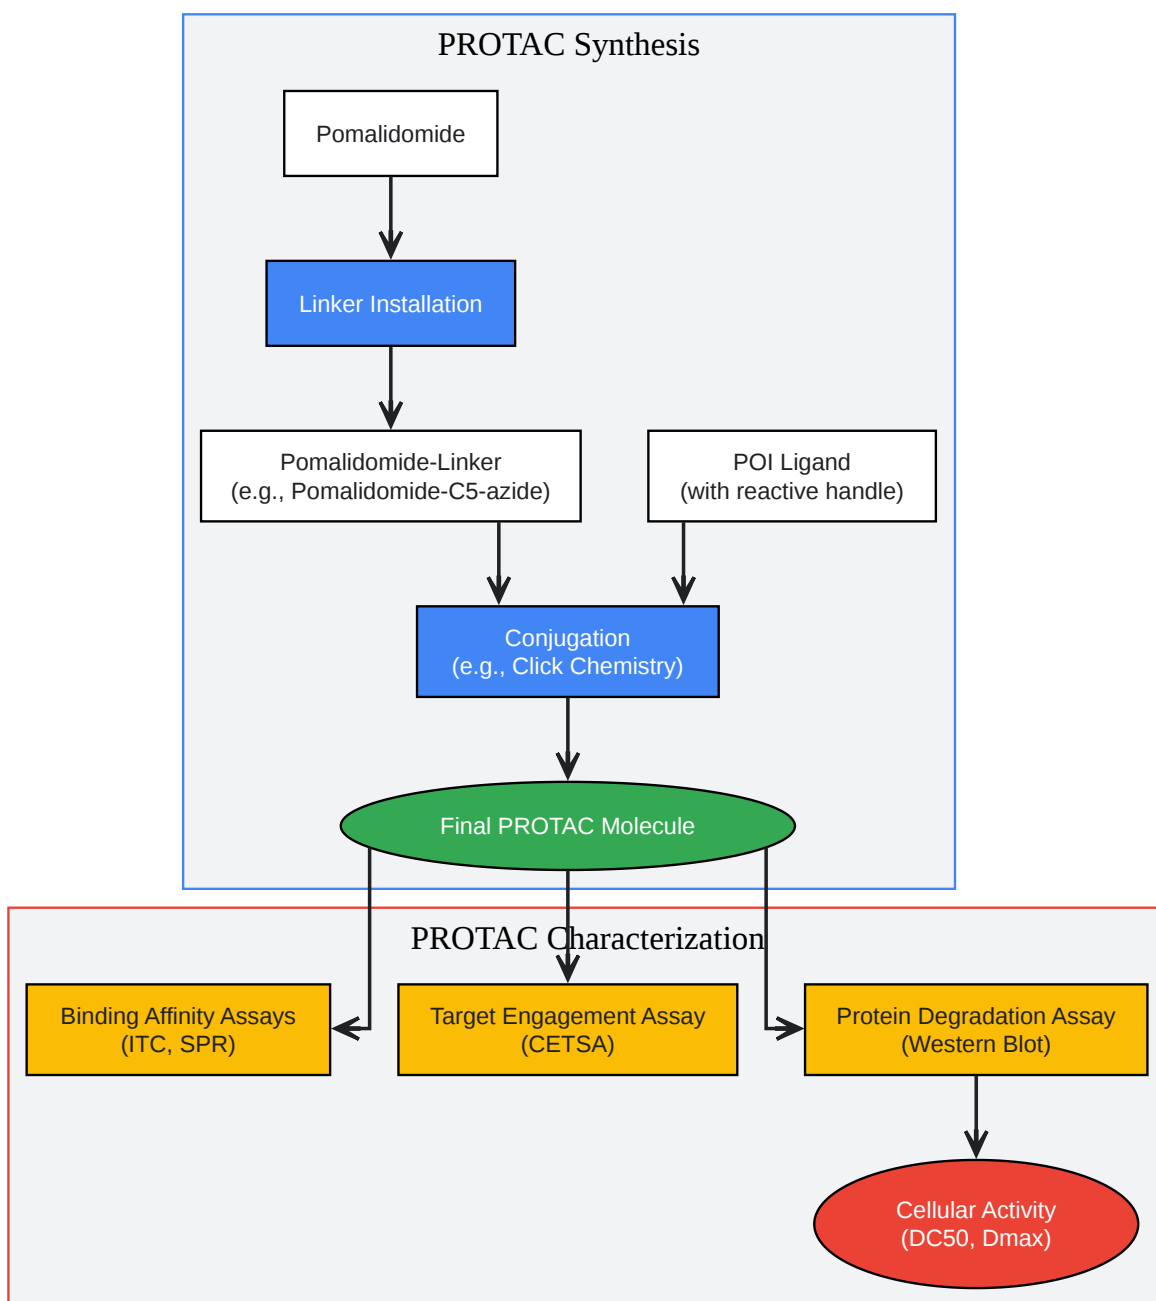 PROTAC Synthesis
Pomalidomide
Linker Installation
Pomalidomide-Linker
(e.g., Pomalidomide-C5-azide)
POI Ligand
(with reactive handle)
Conjugation
(e.g., Click Chemistry)
Final PROTAC Molecule
PROTAC Characterization
Binding Affinity Assays
(ITC, SPR)
Target Engagement Assay
(CETSA)
Protein Degradation Assay
(Western Blot)
Cellular Activity
(DC50, Dmax)